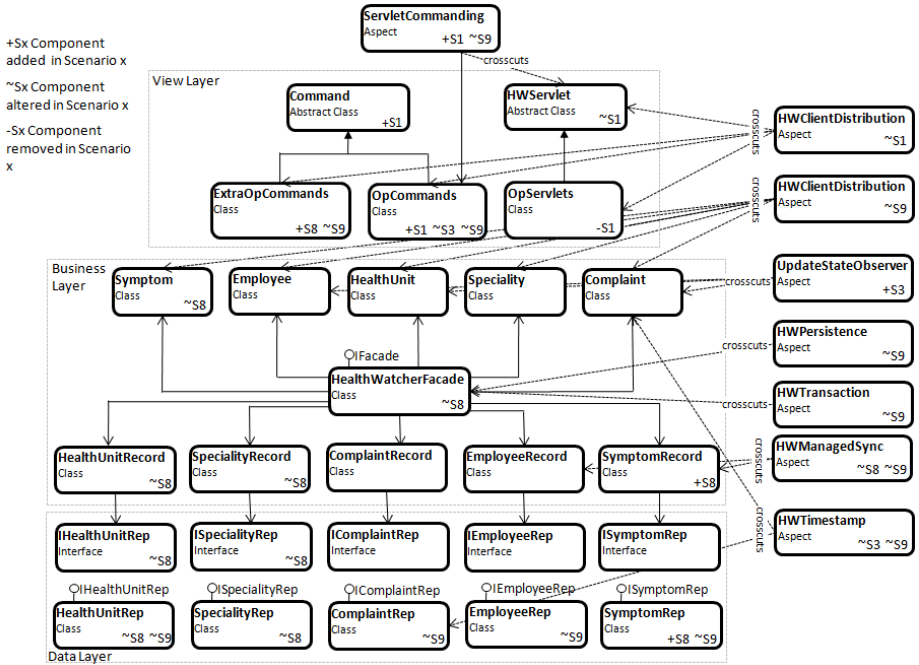 ServletCommanding
Aspect
+S1 ~S9
+Sx Component
added in Scenario x
~Sx Component
altered in Scenario x
-Sx Component
removed in Scenario
x
crosscuts
View Layer
Command
Abstract Class
+S1
HWServlet
Abstract Class
~S1
crosscuts
HWClientDistribution
Aspect
~S1
ExtraOpCommands
Class
+S8 ~S9
OpCommands
Class
+S1 ~S3 ~S9
OpServlets
Class
-S1
crosscuts
HWClientDistribution
Aspect
~S9
Business
Layer
Symptom
Class
~S8
Employee
Class
HealthUnit
Class
Speciality
Class
Complaint
Class
crosscuts
UpdateStateObserver
Aspect
+S3
IFacade
HealthWatcherFacade
Class
~S8
crosscuts
HWPersistence
Aspect
~S9
crosscuts
HWTransaction
Aspect
~S9
HealthUnitRecord
Class
~S8
SpecialityRecord
Class
~S8
ComplaintRecord
Class
EmployeeRecord
Class
SymptomRecord
Class
+S8
crosscuts
HWManagedSync
Aspect
~S8 ~S9
IHealthUnitRep
Interface
~S8
ISpecialityRep
Interface
~S8
IComplaintRep
Interface
IEmployeeRep
Interface
ISymptomRep
Interface
crosscuts
HWTimestamp
Aspect
~S3 ~S9
IHealthUnitRep
ISpecialityRep
IComplaintRep
IEmployeeRep
ISymptomRep
HealthUnitRep
Class
~S8 ~S9
SpecialityRep
Class
~S8
ComplaintRep
Class
~S9
EmployeeRep
Class
~S9
SymptomRep
Class
+S8 ~S9
Data Layer